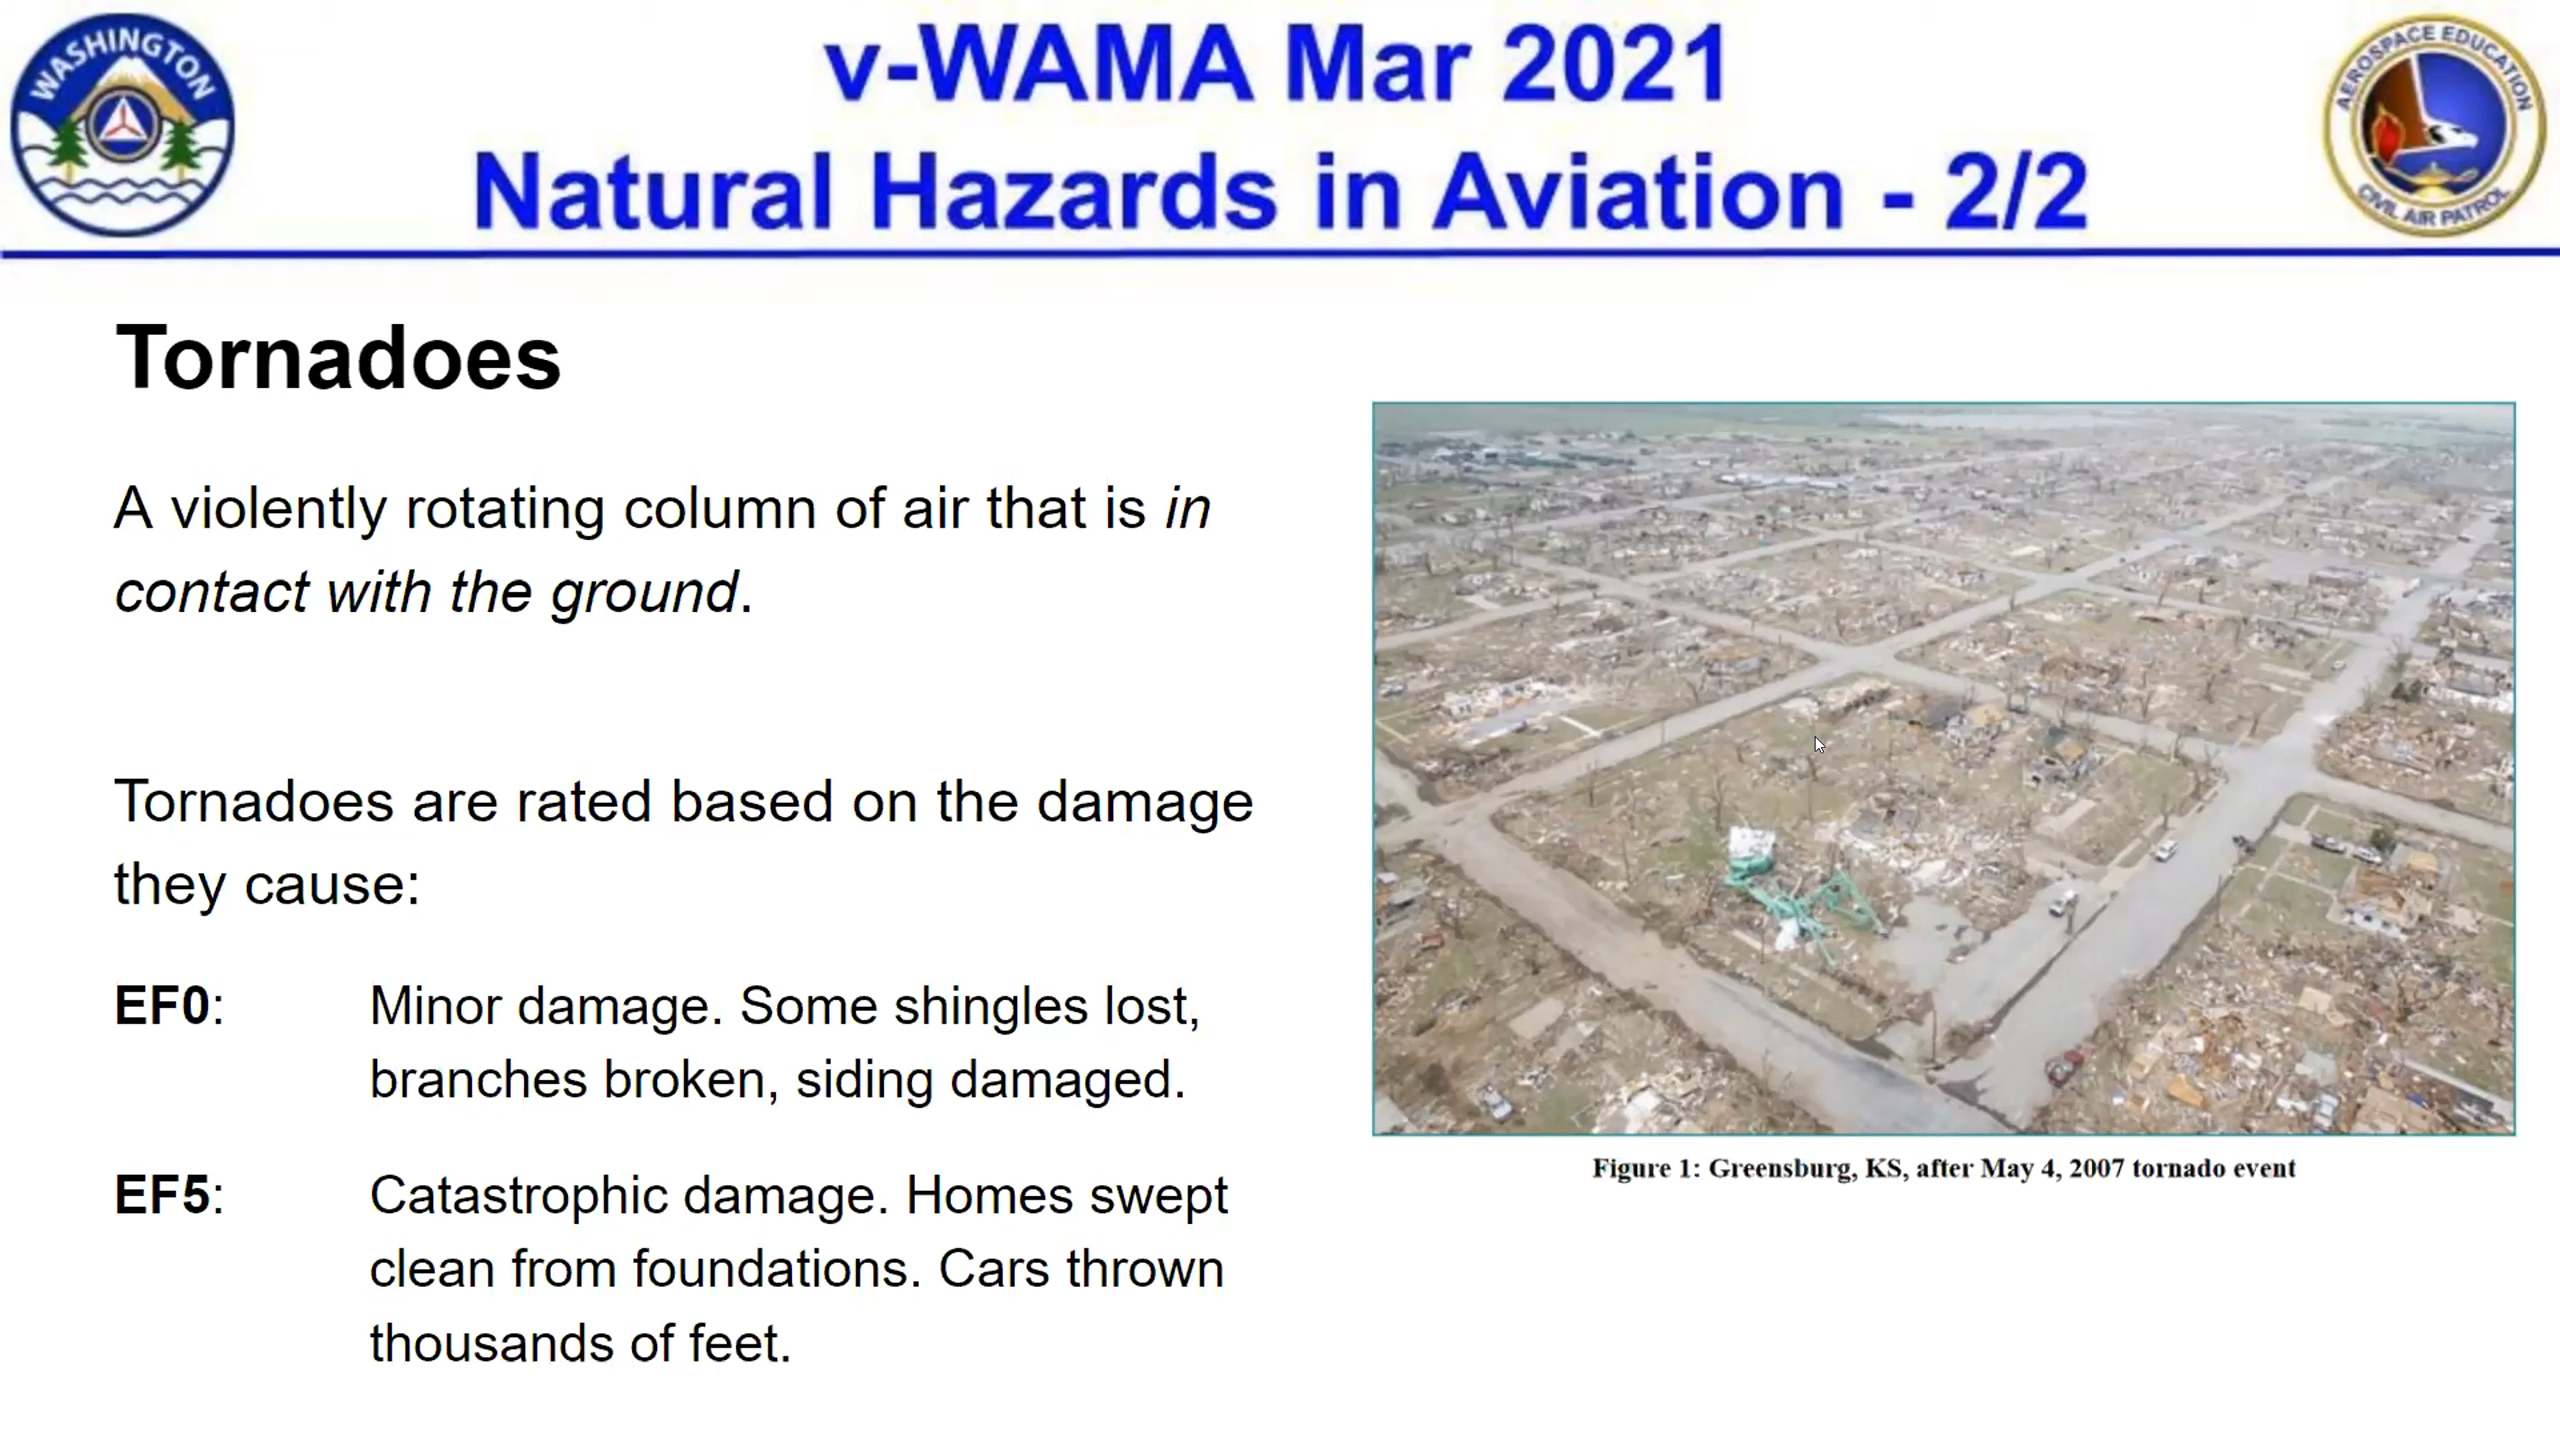 WASHINGTON
v-WAMA Mar 2021
Natural Hazards in Aviation - 2/2
AEROSPACE EDUCATION
CIVIL AIR PATROL
Tornadoes
A violently rotating column of air that is in
contact with the ground.
Tornadoes are rated based on the damage
they cause:
EF0: Minor damage. Some shingles lost,
branches broken, siding damaged.
EF5: Catastrophic damage. Homes swept
clean from foundations. Cars thrown
thousands of feet.
Figure 1: Greensburg, KS, after May 4, 2007 tornado event